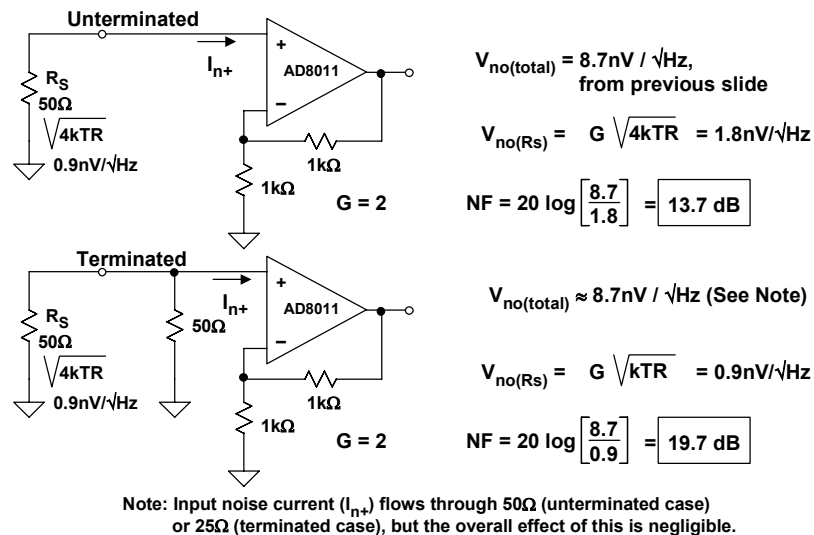 Unterminated
In+
+
AD8011
−
RS
50Ω
√4kTR
0.9nV/√Hz
1kΩ
1kΩ
G = 2
Vno(total) = 8.7nV / √Hz,
from previous slide
Vno(Rs) = G √4kTR = 1.8nV/√Hz
NF = 20 log [8.7/1.8] = 13.7 dB
Terminated
In+
+
AD8011
−
RS
50Ω
50Ω
√4kTR
0.9nV/√Hz
1kΩ
1kΩ
G = 2
Vno(total) ≈ 8.7nV / √Hz (See Note)
Vno(Rs) = G √kTR = 0.9nV/√Hz
NF = 20 log [8.7/0.9] = 19.7 dB
Note: Input noise current (In+) flows through 50Ω (unterminated case)
or 25Ω (terminated case), but the overall effect of this is negligible.